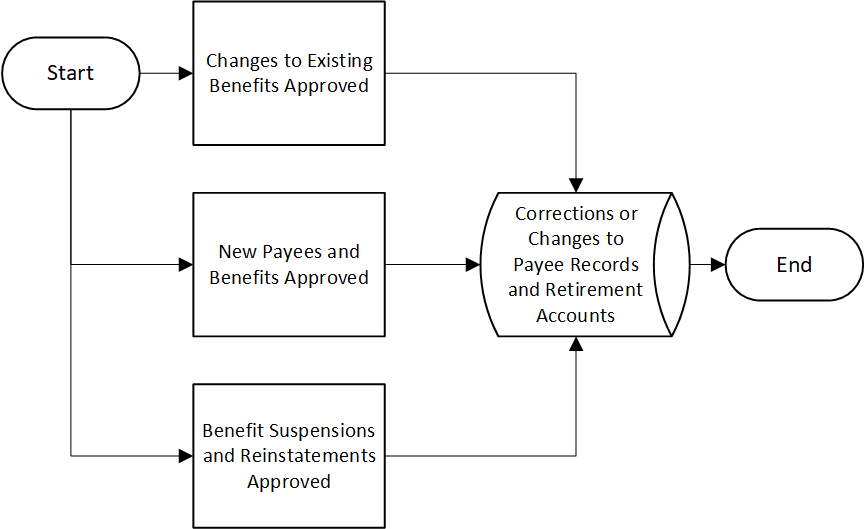 Start
Changes to Existing
Benefits Approved
New Payees and
Benefits Approved
Benefit Suspensions
and Reinstatements
Approved
Corrections or
Changes to
Payee Records
and Retirement
Accounts
End